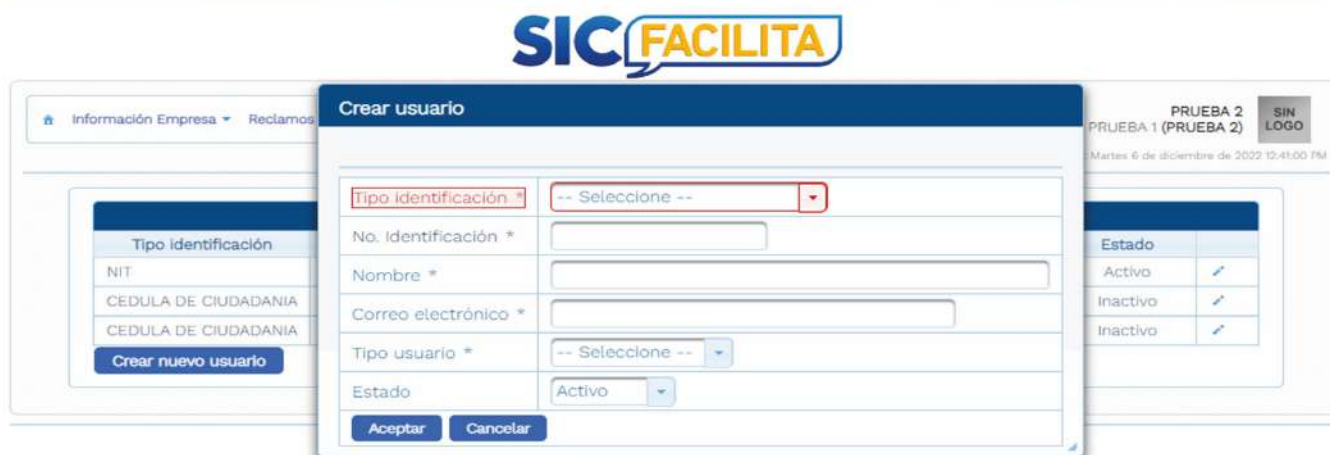 SIC FACILITA
Información Empresa Reclamos
PRUEBA 2
PRUEBA 1 (PRUEBA 2)
SIN
LOGO
: Martes 6 de diciembre de 2022 12:41:00 PM
Crear usuario
Tipo identificación * -- Seleccione --
No. Identificación *
Nombre *
Correo electrónico *
Tipo usuario * -- Seleccione --
Estado Activo
Aceptar Cancelar
Tipo identificación Estado
NIT Activo
CEDULA DE CIUDADANIA Inactivo
CEDULA DE CIUDADANIA Inactivo
Crear nuevo usuario